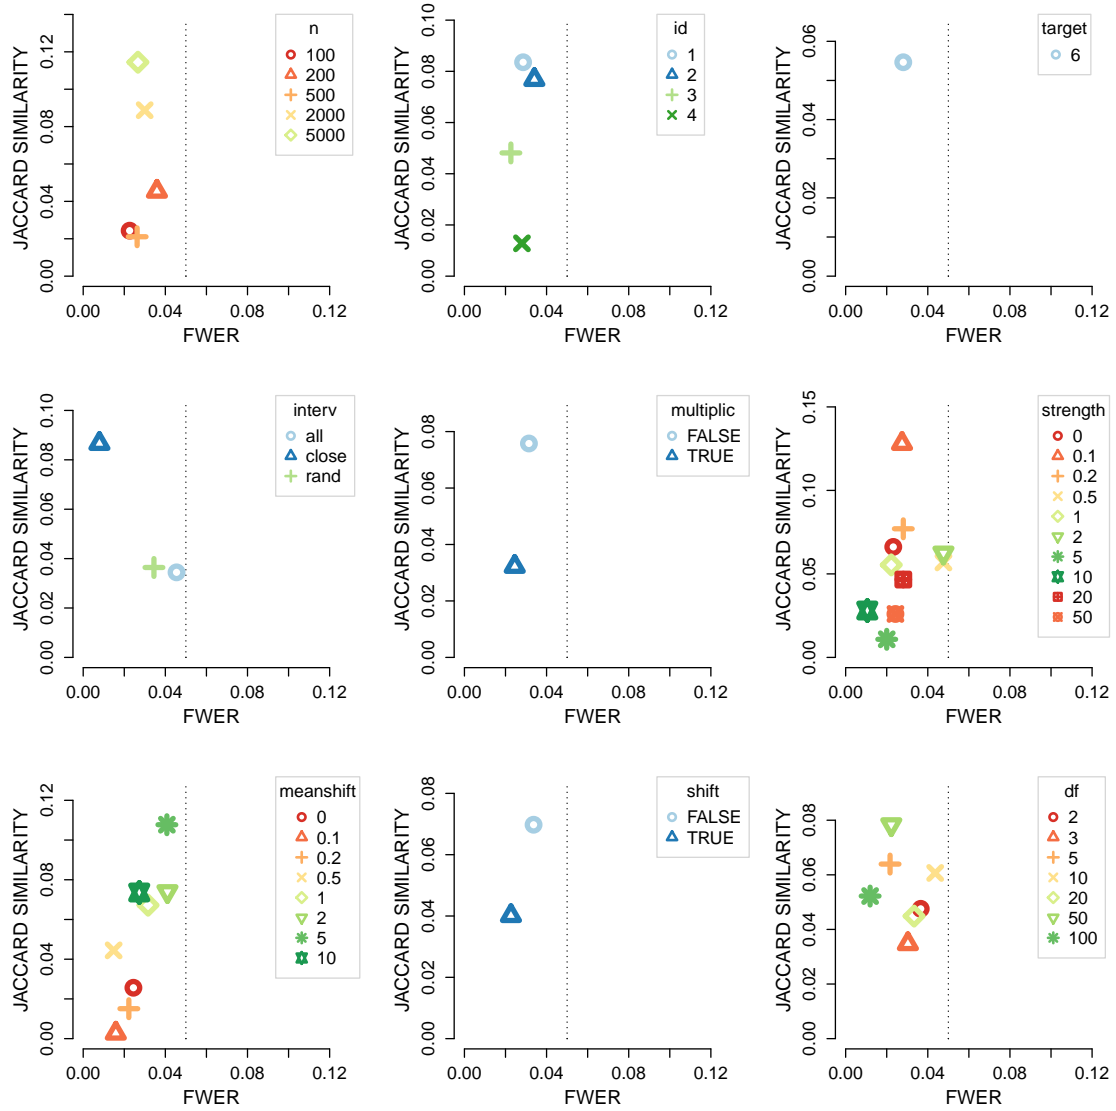 n
100
200
500
2000
5000
JACCARD SIMILARITY
0.00 0.04 0.08 0.12
0.00 0.04 0.08 0.12
FWER
id
1
2
3
4
JACCARD SIMILARITY
0.00 0.02 0.04 0.06 0.08 0.10
0.00 0.04 0.08 0.12
FWER
target
6
JACCARD SIMILARITY
0.00 0.02 0.04 0.06
0.00 0.04 0.08 0.12
FWER
interv
all
close
rand
JACCARD SIMILARITY
0.00 0.02 0.04 0.06 0.08 0.10
0.00 0.04 0.08 0.12
FWER
multiplic
FALSE
TRUE
JACCARD SIMILARITY
0.00 0.02 0.04 0.06 0.08
0.00 0.04 0.08 0.12
FWER
strength
0
0.1
0.2
0.5
1
2
5
10
20
50
JACCARD SIMILARITY
0.00 0.05 0.10 0.15
0.00 0.04 0.08 0.12
FWER
meanshift
0
0.1
0.2
0.5
1
2
5
10
JACCARD SIMILARITY
0.00 0.04 0.08 0.12
0.00 0.04 0.08 0.12
FWER
shift
FALSE
TRUE
JACCARD SIMILARITY
0.00 0.02 0.04 0.06 0.08
0.00 0.04 0.08 0.12
FWER
df
2
3
5
10
20
50
100
JACCARD SIMILARITY
0.00 0.02 0.04 0.06 0.08
0.00 0.04 0.08 0.12
FWER